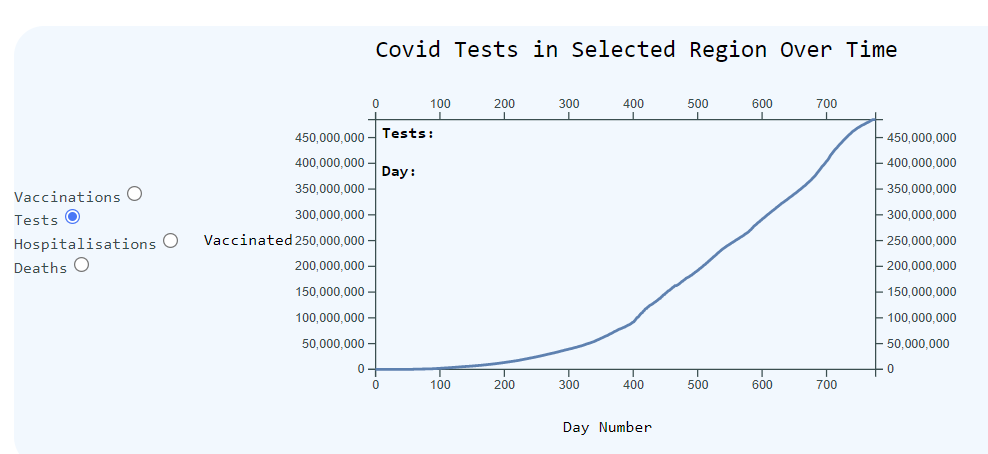 Covid Tests in Selected Region Over Time
0 100 200 300 400 500 600 700
Tests:
Day:
450,000,000 450,000,000
400,000,000 400,000,000
350,000,000 350,000,000
300,000,000 300,000,000
250,000,000 250,000,000
200,000,000 200,000,000
150,000,000 150,000,000
100,000,000 100,000,000
50,000,000 50,000,000
0 0
Vaccinations
Tests
Hospitalisations
Deaths
Vaccinated
0 100 200 300 400 500 600 700
Day Number